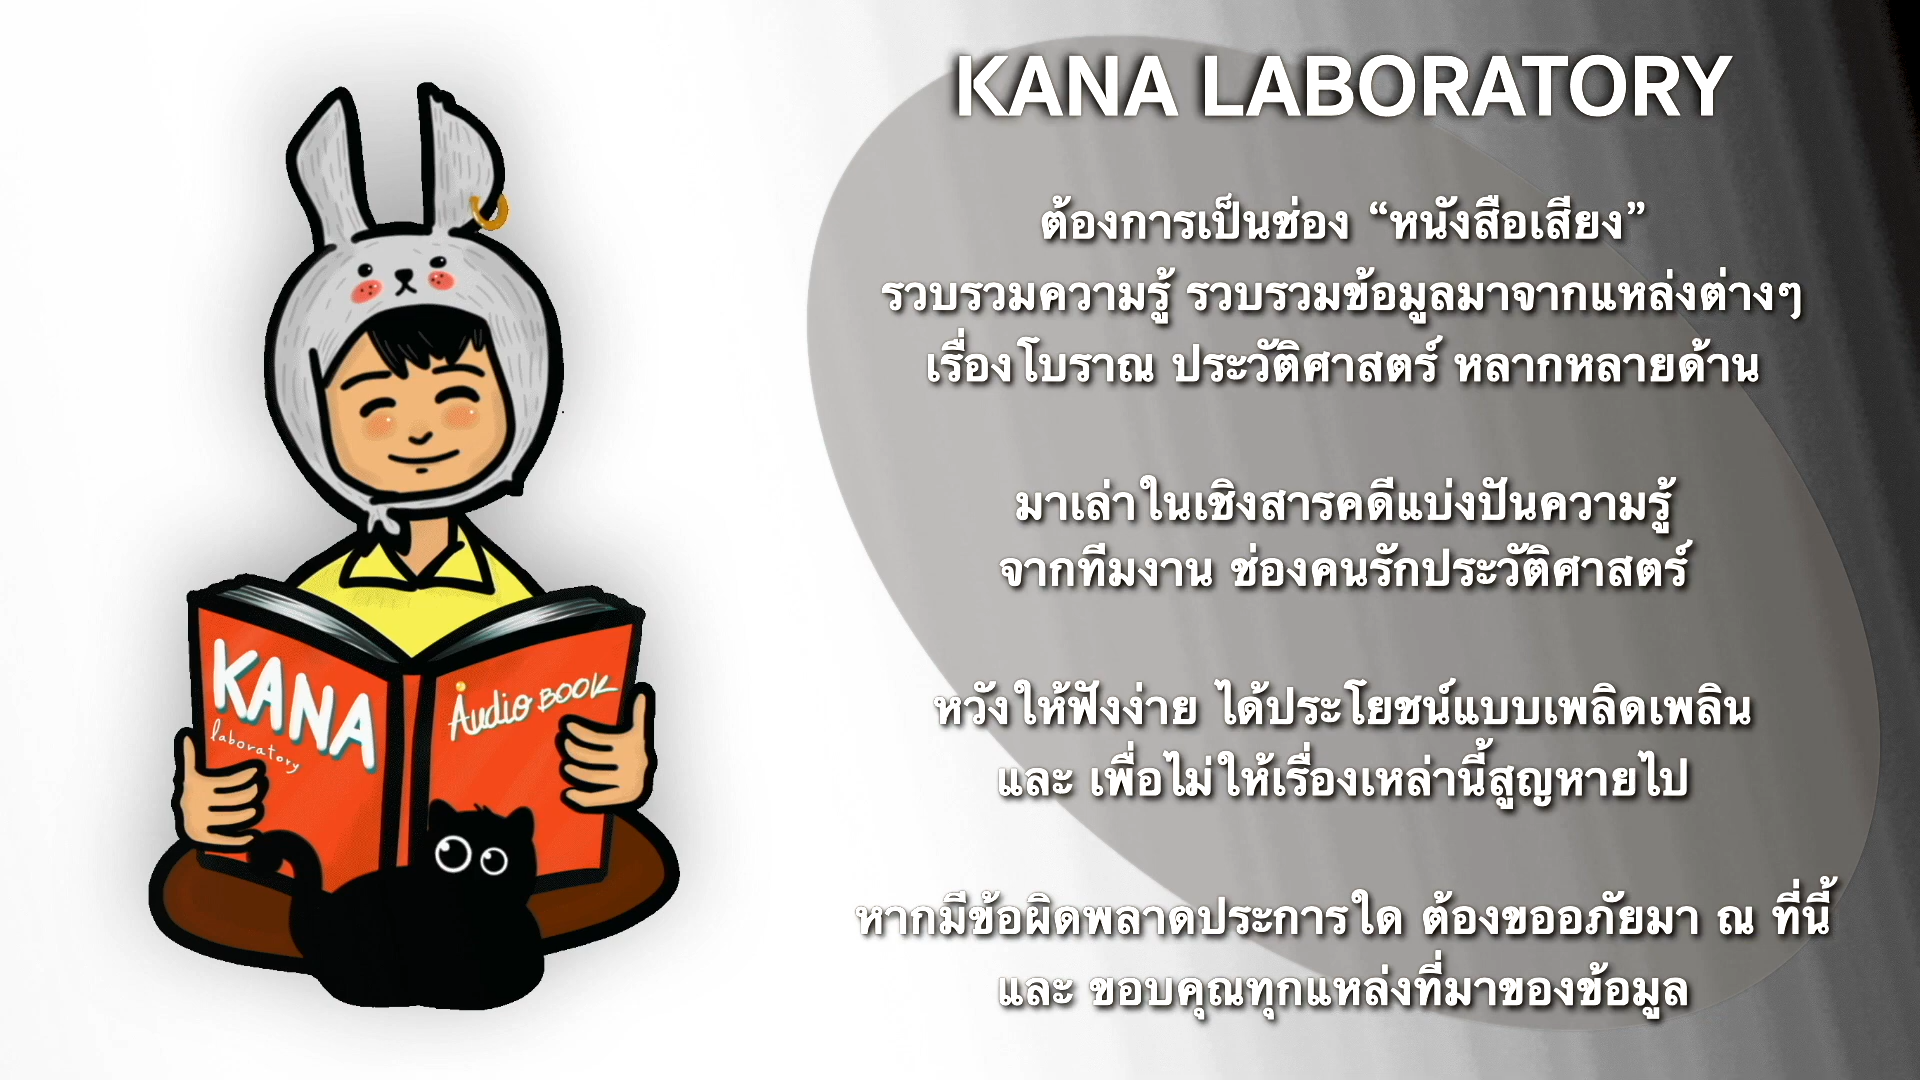 KANA LABORATORY
ต้องการเป็นช่อง “หนังสือเสียง”
รวบรวมความรู้ รวบรวมข้อมูลมาจากแหล่งต่างๆ
เรื่องโบราณ ประวัติศาสตร์ หลากหลายด้าน
มาเล่าในเชิงสารคดีแบ่งปันความรู้
จากทีมงาน ช่องคนรักประวัติศาสตร์
หวังให้ฟังง่าย ได้ประโยชน์แบบเพลิดเพลิน
และ เพื่อไม่ให้เรื่องเหล่านี้สูญหายไป
หากมีข้อผิดพลาดประการใด ต้องขออภัยมา ณ ที่นี้
และ ขอบคุณทุกแหล่งที่มาของข้อมูล
KANA
laboratory
Audio BOOK